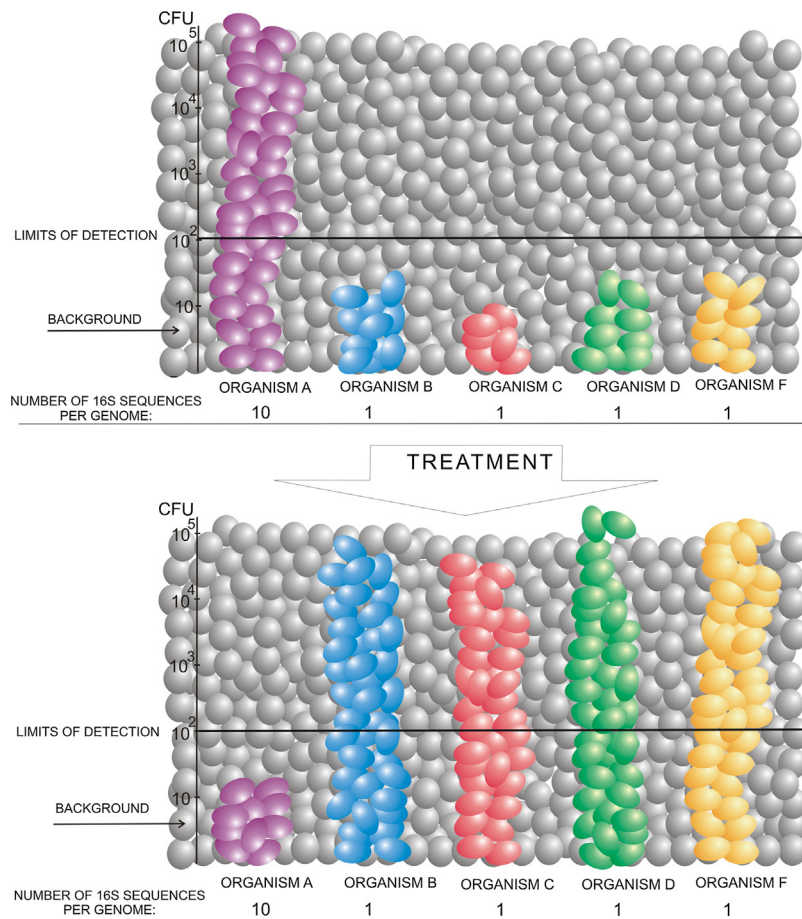 CFU
10^5
10^4
10^3
LIMITS OF DETECTION 10^2
10
BACKGROUND
ORGANISM A ORGANISM B ORGANISM C ORGANISM D ORGANISM F
NUMBER OF 16S SEQUENCES
PER GENOME: 10 1 1 1 1
TREATMENT
CFU
10^5
10^4
10^3
LIMITS OF DETECTION 10^2
10
BACKGROUND
ORGANISM A ORGANISM B ORGANISM C ORGANISM D ORGANISM F
NUMBER OF 16S SEQUENCES
PER GENOME: 10 1 1 1 1